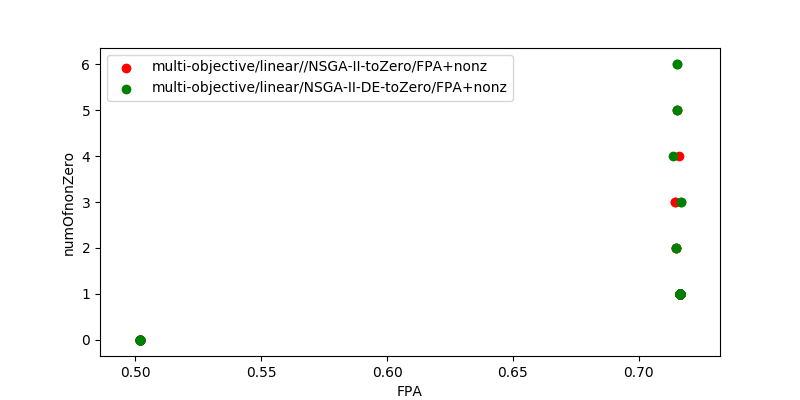 multi-objective/linear//NSGA-II-toZero/FPA+nonz
multi-objective/linear/NSGA-II-DE-toZero/FPA+nonz
6
5
4
3
2
1
0
numOfnonZero
0.50 0.55 0.60 0.65 0.70
FPA